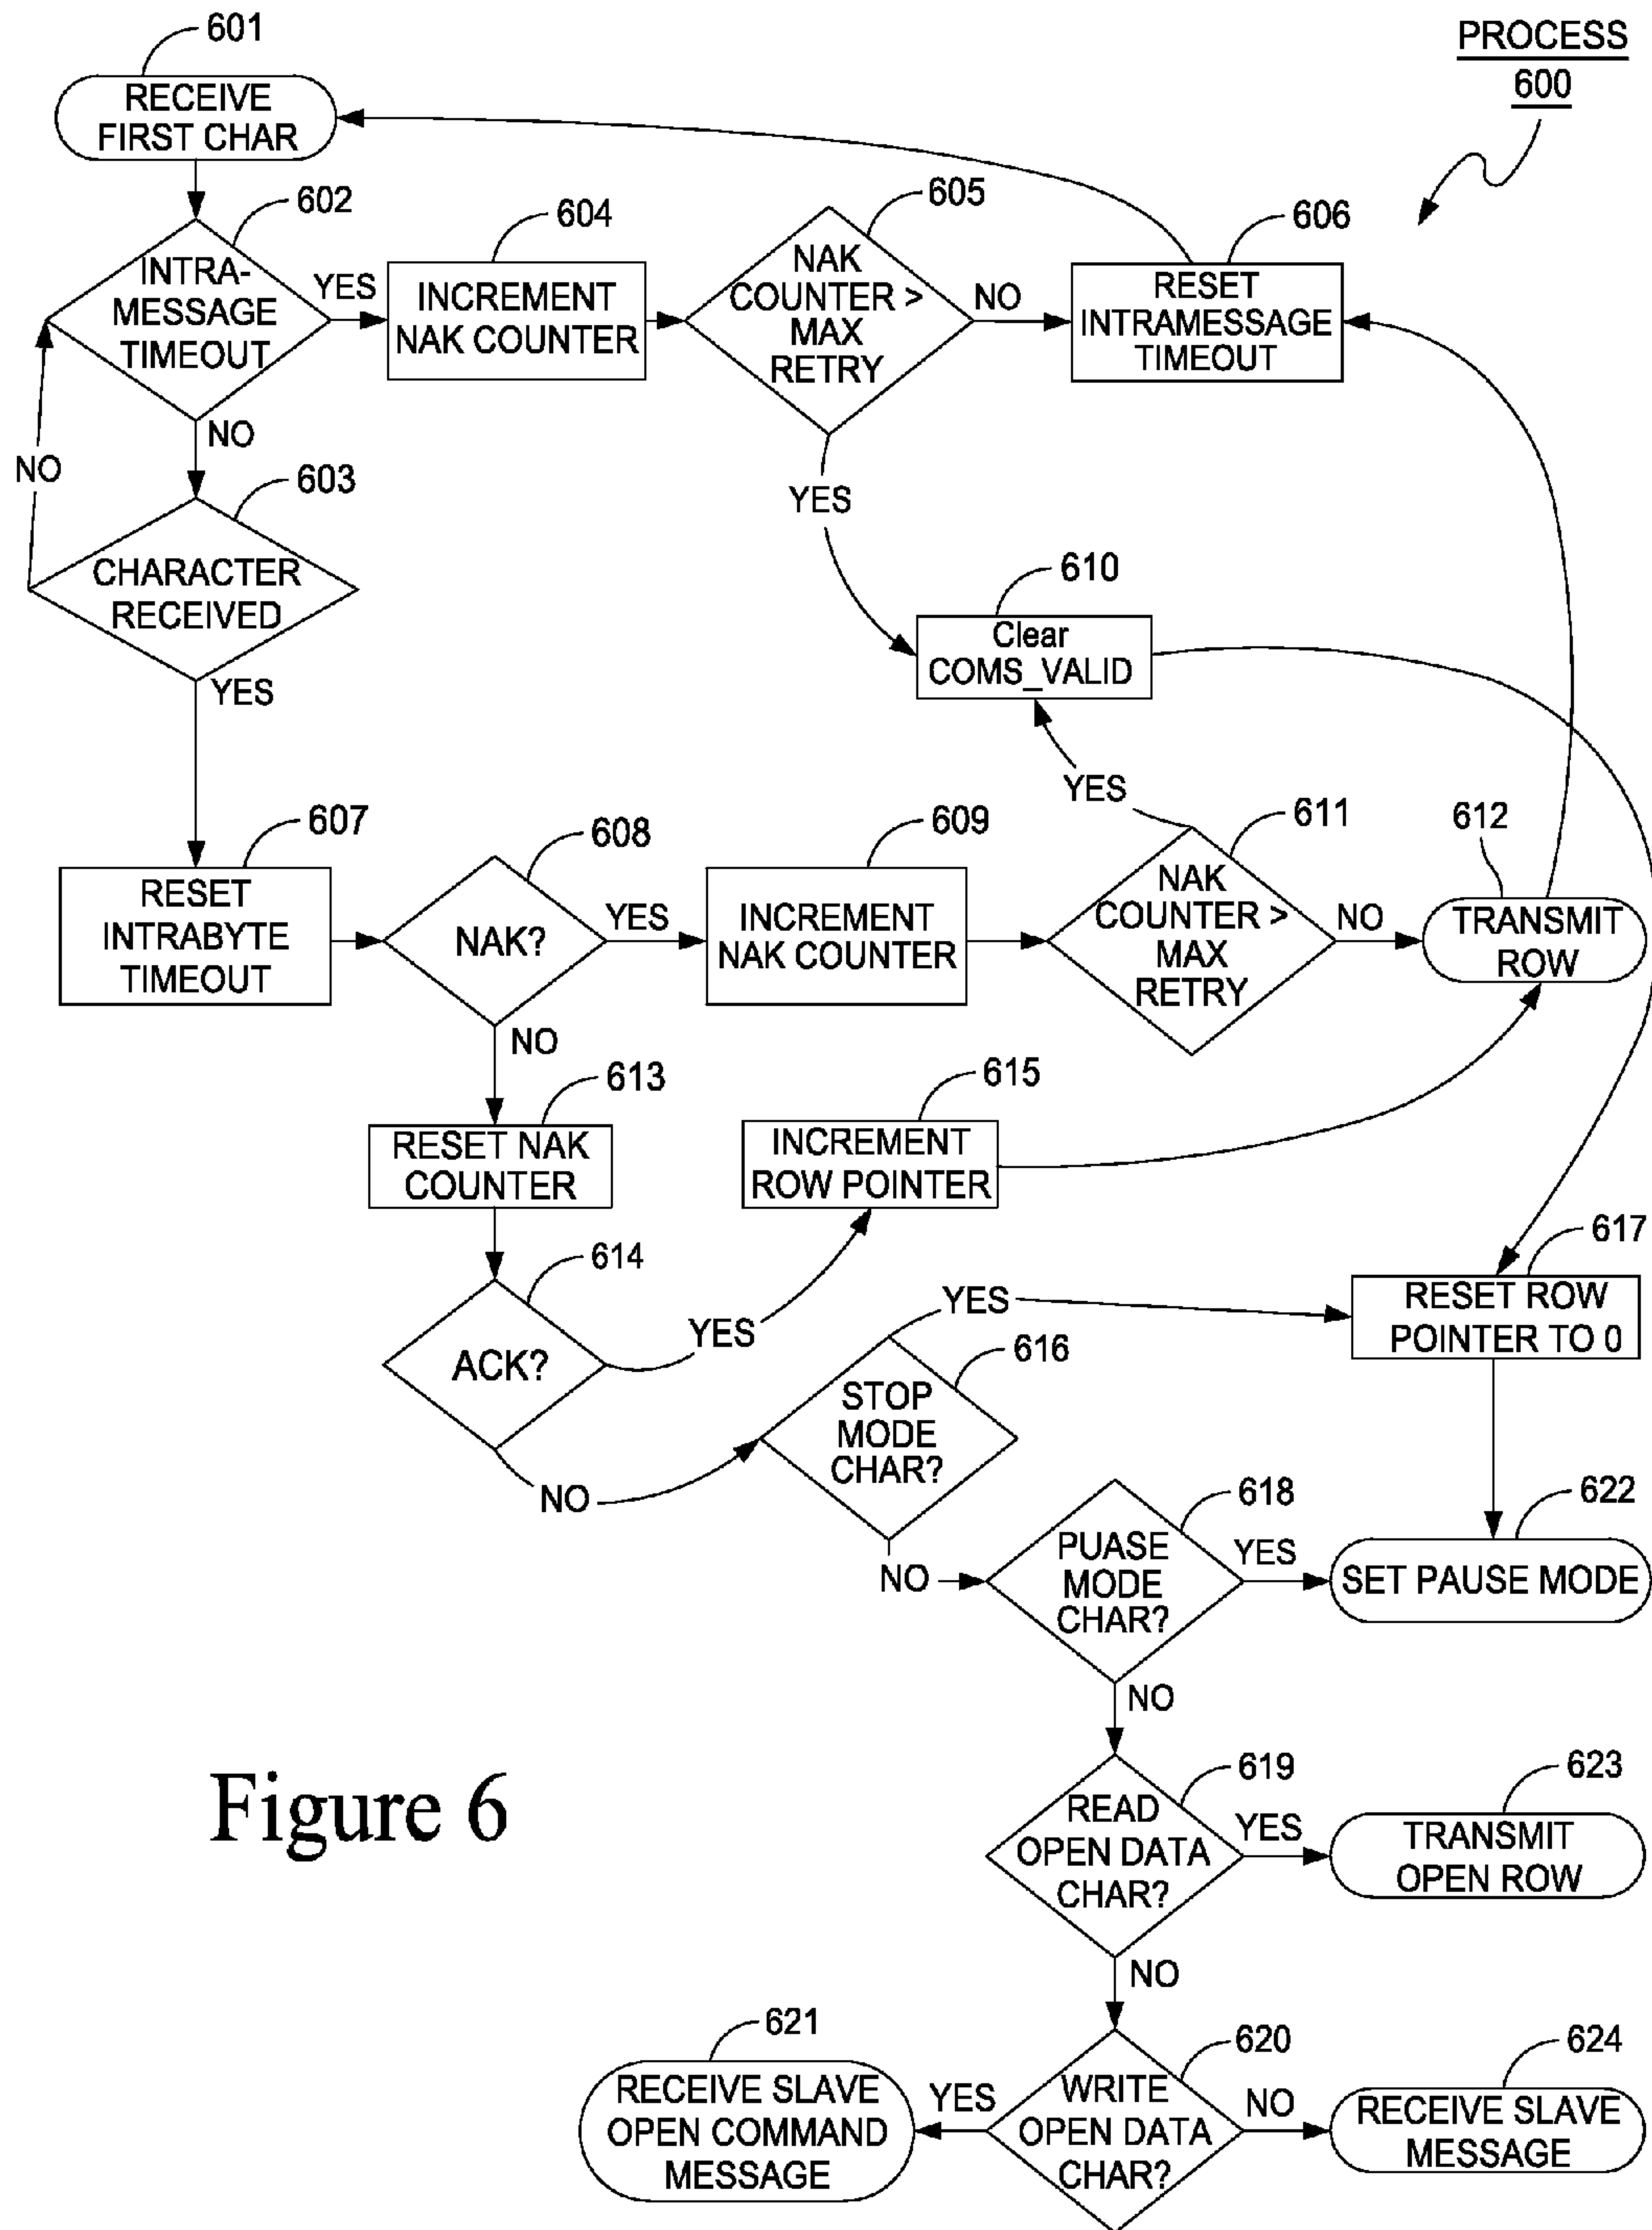 601
PROCESS
600
RECEIVE
FIRST CHAR
602
INTRA-
MESSAGE
TIMEOUT
YES
NO
604
INCREMENT
NAK COUNTER
605
NAK
COUNTER >
MAX
RETRY
NO
YES
606
RESET
INTRAMESSAGE
TIMEOUT
NO
603
CHARACTER
RECEIVED
YES
610
Clear
COMS_VALID
607
RESET
INTRABYTE
TIMEOUT
608
NAK?
YES
NO
609
INCREMENT
NAK COUNTER
YES
611
NAK
COUNTER >
MAX
RETRY
NO
612
TRANSMIT
ROW
613
RESET NAK
COUNTER
615
INCREMENT
ROW POINTER
614
ACK?
YES
NO
616
STOP
MODE
CHAR?
YES
NO
617
RESET ROW
POINTER TO 0
618
PUASE
MODE
CHAR?
YES
NO
622
SET PAUSE MODE
619
READ
OPEN DATA
CHAR?
YES
NO
623
TRANSMIT
OPEN ROW
Figure 6
621
RECEIVE SLAVE
OPEN COMMAND
MESSAGE
YES
620
WRITE
OPEN DATA
CHAR?
NO
624
RECEIVE SLAVE
MESSAGE